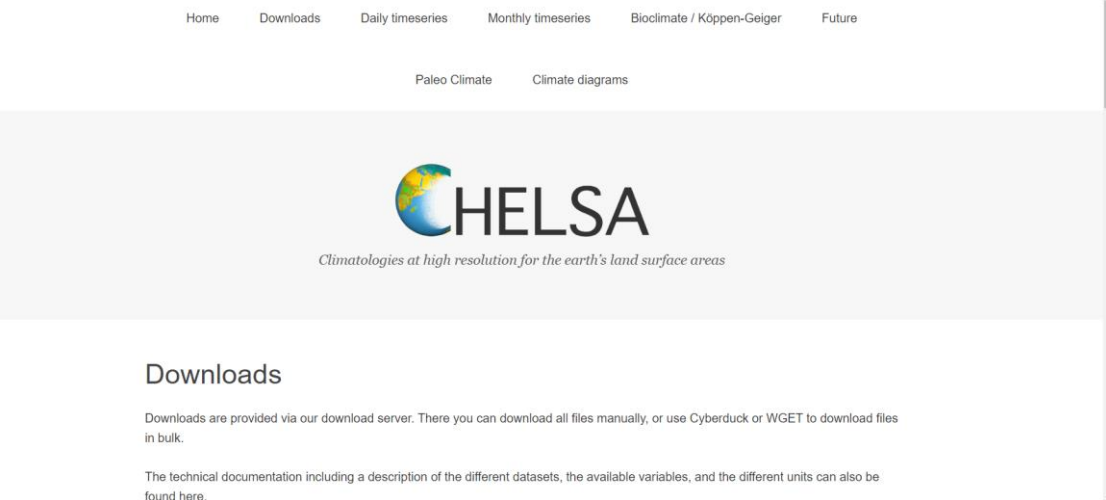 Home Downloads Daily timeseries Monthly timeseries Bioclimate / Köppen-Geiger Future
Paleo Climate Climate diagrams
CHELSA
Climatologies at high resolution for the earth's land surface areas
Downloads
Downloads are provided via our download server. There you can download all files manually, or use Cyberduck or WGET to download files
in bulk.
The technical documentation including a description of the different datasets, the available variables, and the different units can also be
found here.